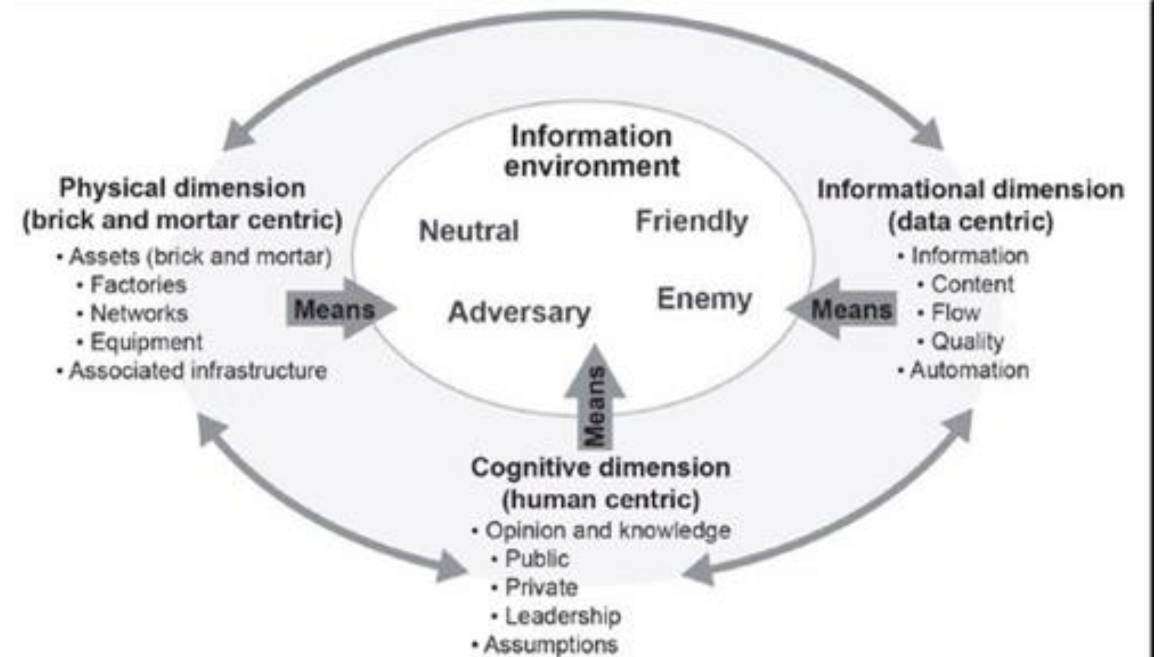 Information
environment
Neutral
Friendly
Adversary
Enemy
Physical dimension
(brick and mortar centric)
• Assets (brick and mortar)
• Factories
• Networks
• Equipment
• Associated infrastructure
Means
Informational dimension
(data centric)
• Information
• Content
• Flow
• Quality
• Automation
Means
Means
Cognitive dimension
(human centric)
• Opinion and knowledge
• Public
• Private
• Leadership
• Assumptions